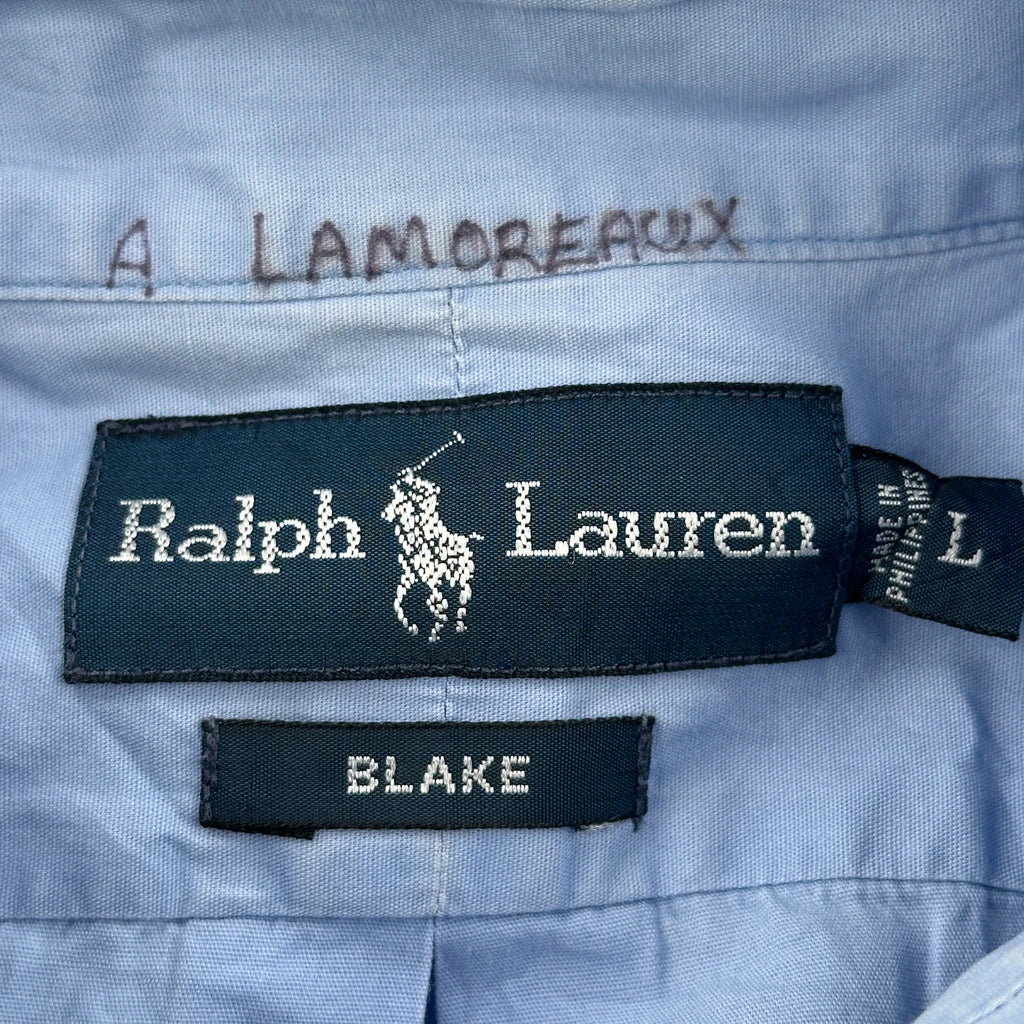 A LAMOREAUX
Ralph Lauren
MADE IN
PHILIPPINES
L
BLAKE